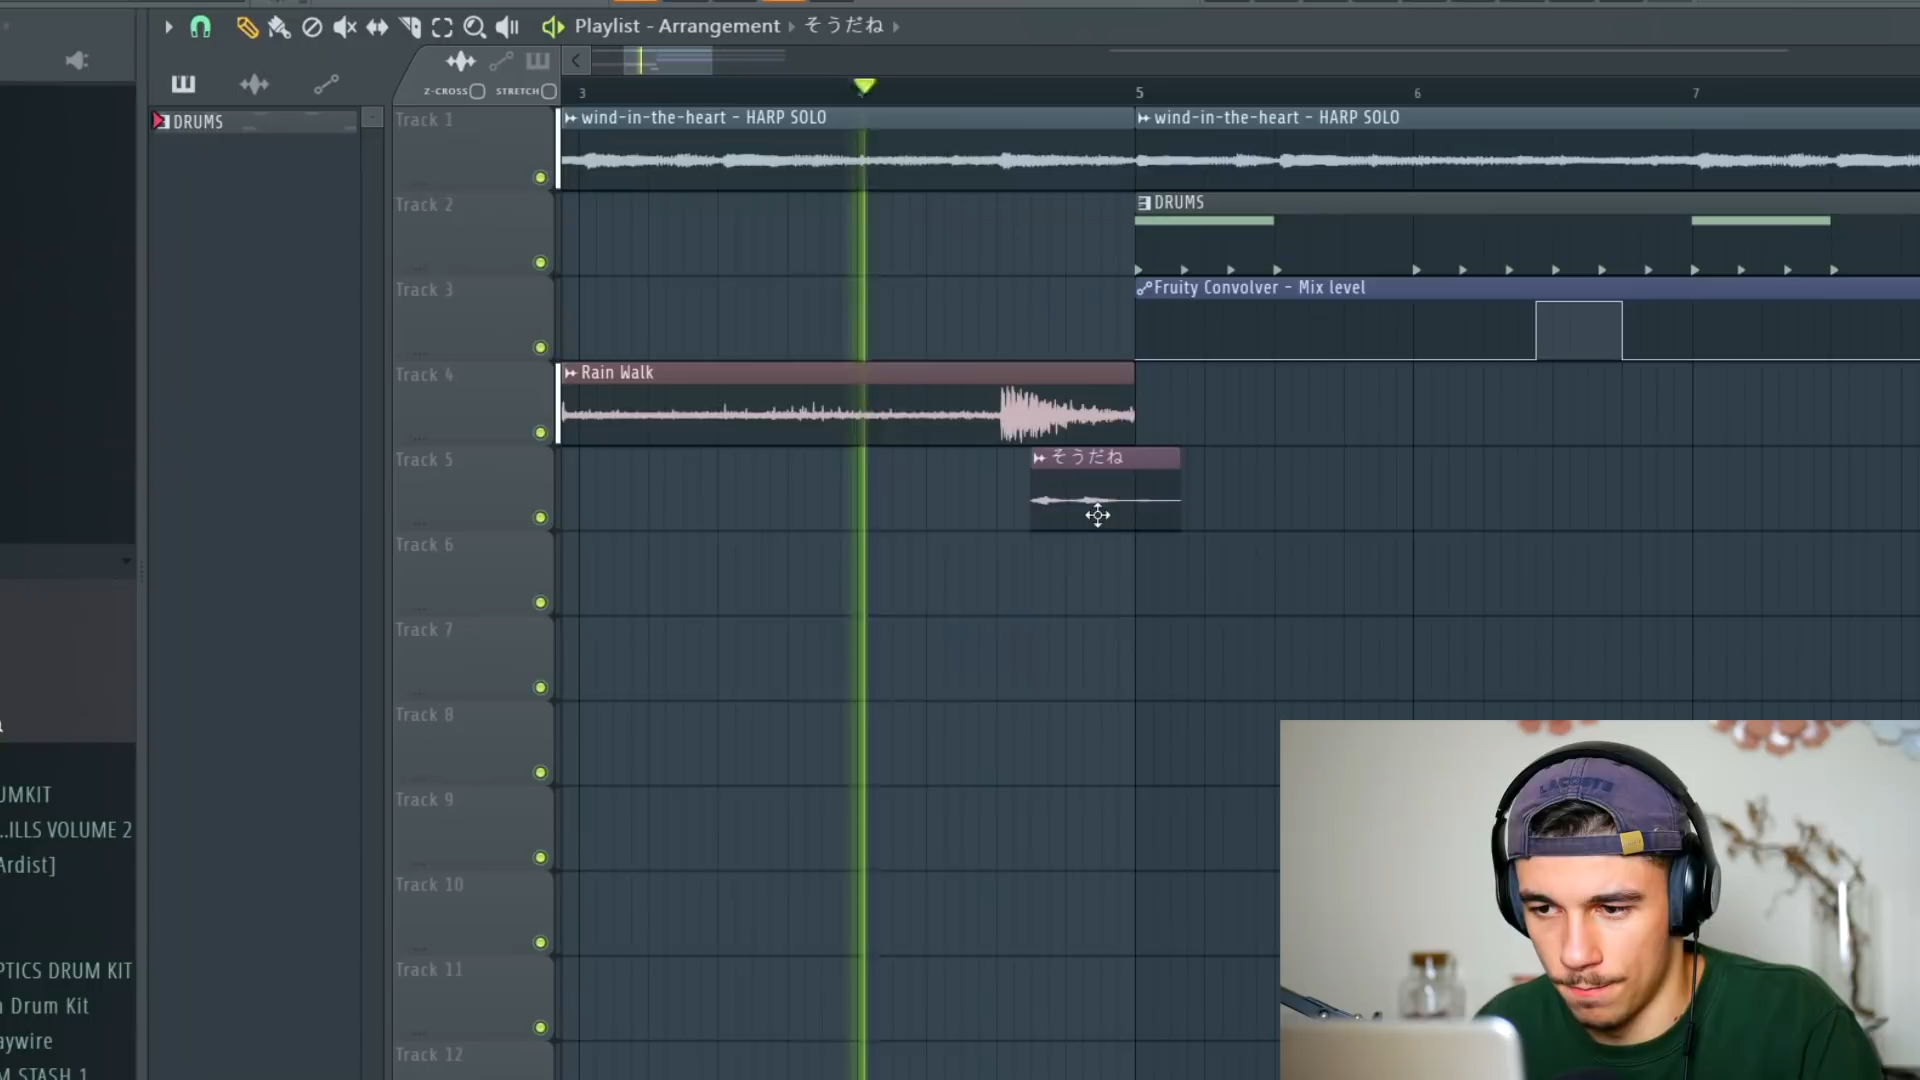 Playlist - Arrangement › そうだね ›
Z-CROSS STRETCH
3 5 6 7
DRUMS
Track 1
wind-in-the-heart - HARP SOLO
wind-in-the-heart - HARP SOLO
Track 2
DRUMS
Track 3
Fruity Convolver - Mix level
Track 4
Rain Walk
Track 5
そうだね
Track 6
Track 7
Track 8
Track 9
Track 10
Track 11
Track 12
UMKIT
..ILLS VOLUME 2
Ardist]
PTICS DRUM KIT
Drum Kit
aywire
M STASH 1
LACOSTE